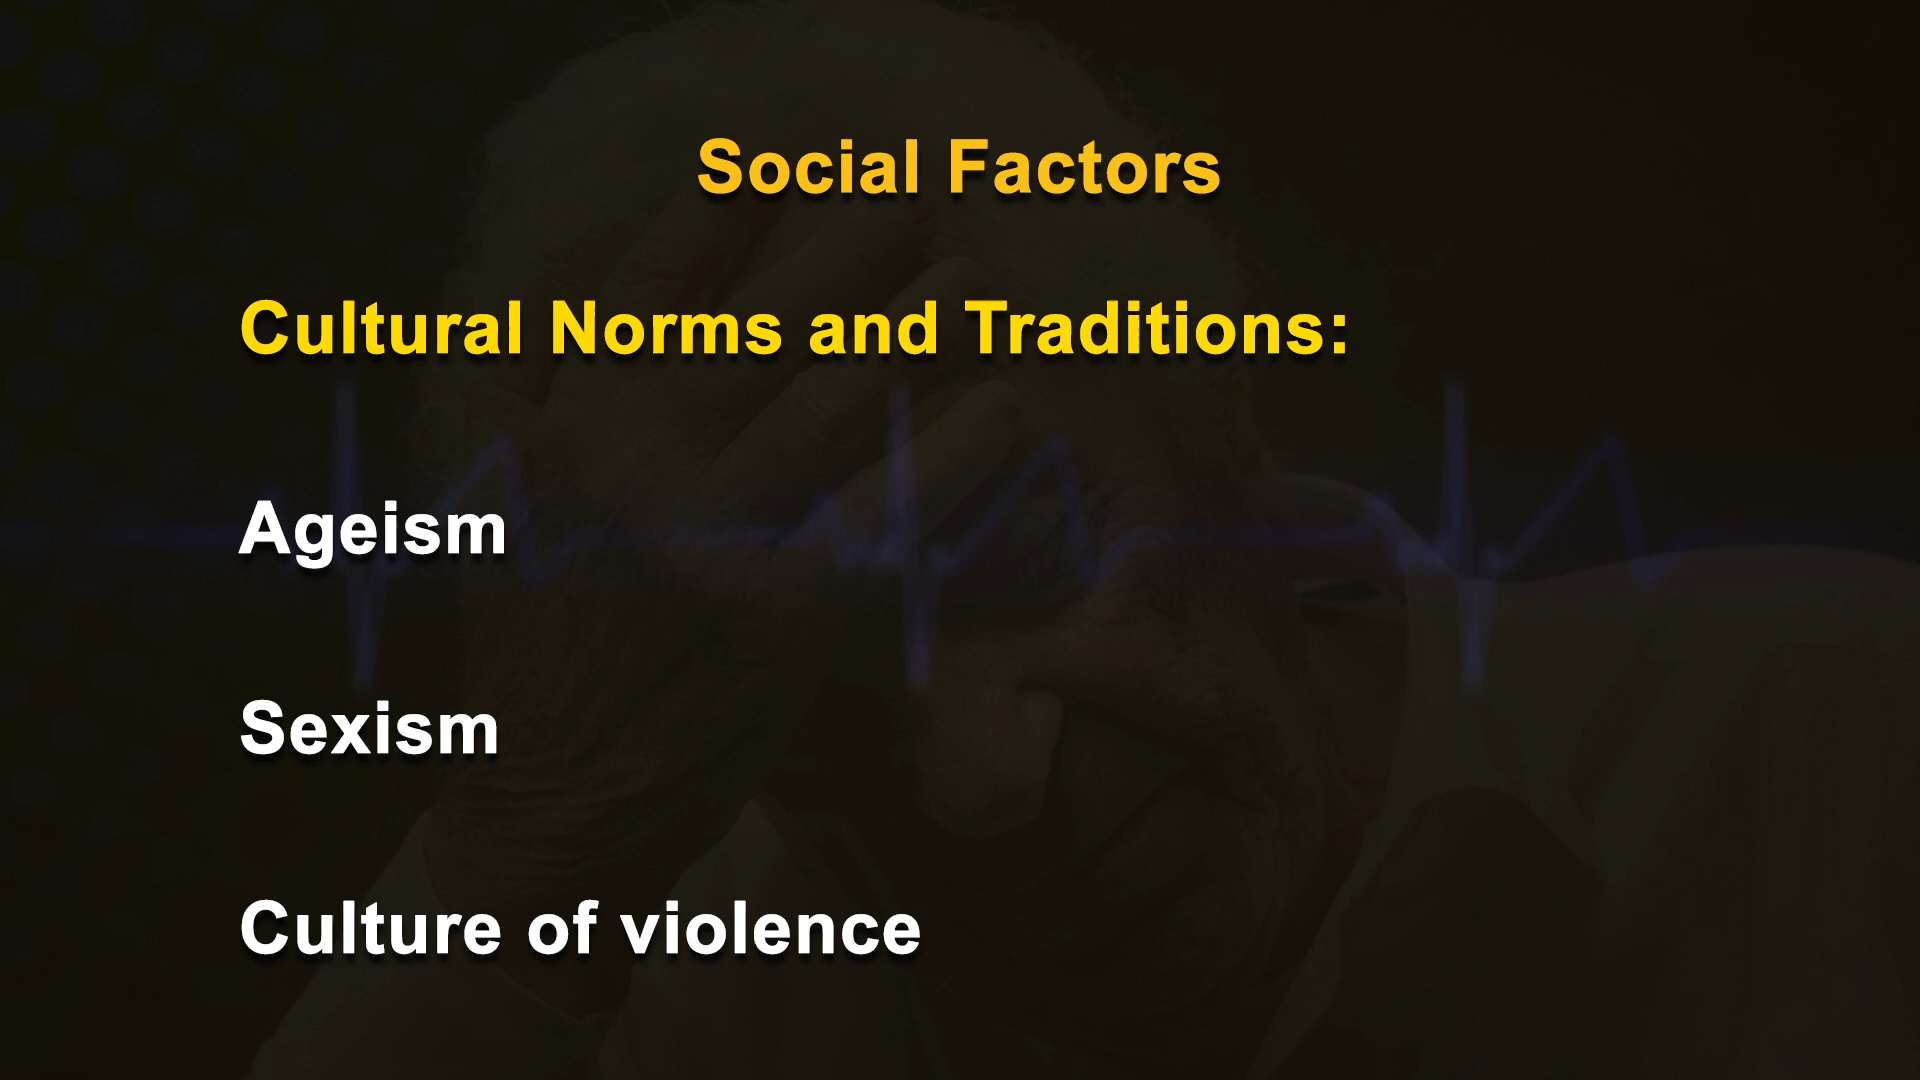 Social Factors
Cultural Norms and Traditions:
Ageism
Sexism
Culture of violence